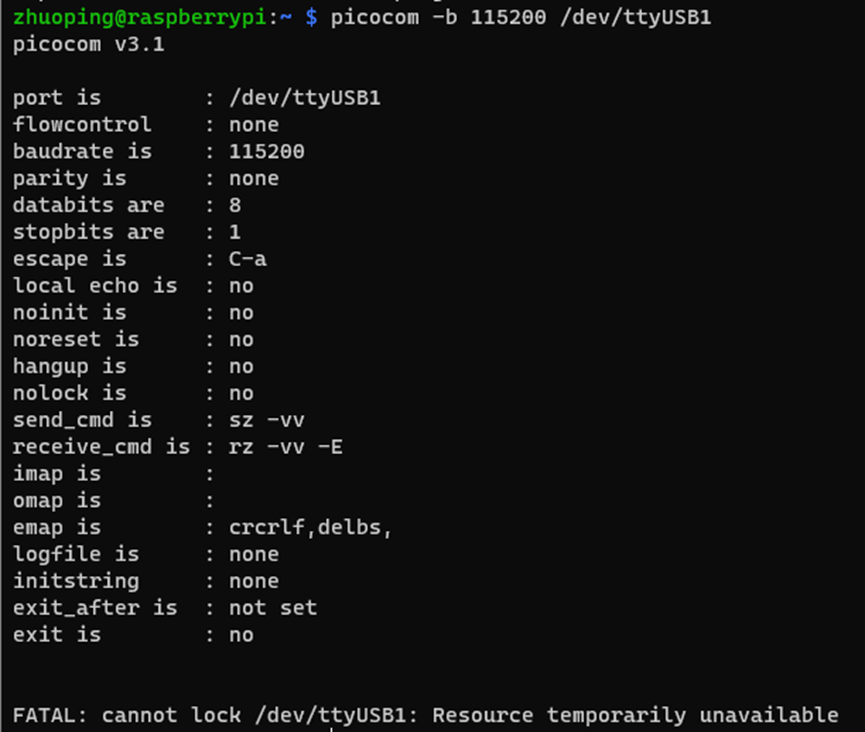 zhuoping@raspberrypi:~ $ picocom -b 115200 /dev/ttyUSB1
picocom v3.1
port is : /dev/ttyUSB1
flowcontrol : none
baudrate is : 115200
parity is : none
databits are : 8
stopbits are : 1
escape is : C-a
local echo is : no
noinit is : no
noreset is : no
hangup is : no
nolock is : no
send_cmd is : sz -vv
receive_cmd is : rz -vv -E
imap is :
omap is :
emap is : crcrlf,delbs,
logfile is : none
initstring : none
exit_after is : not set
exit is : no
FATAL: cannot lock /dev/ttyUSB1: Resource temporarily unavailable